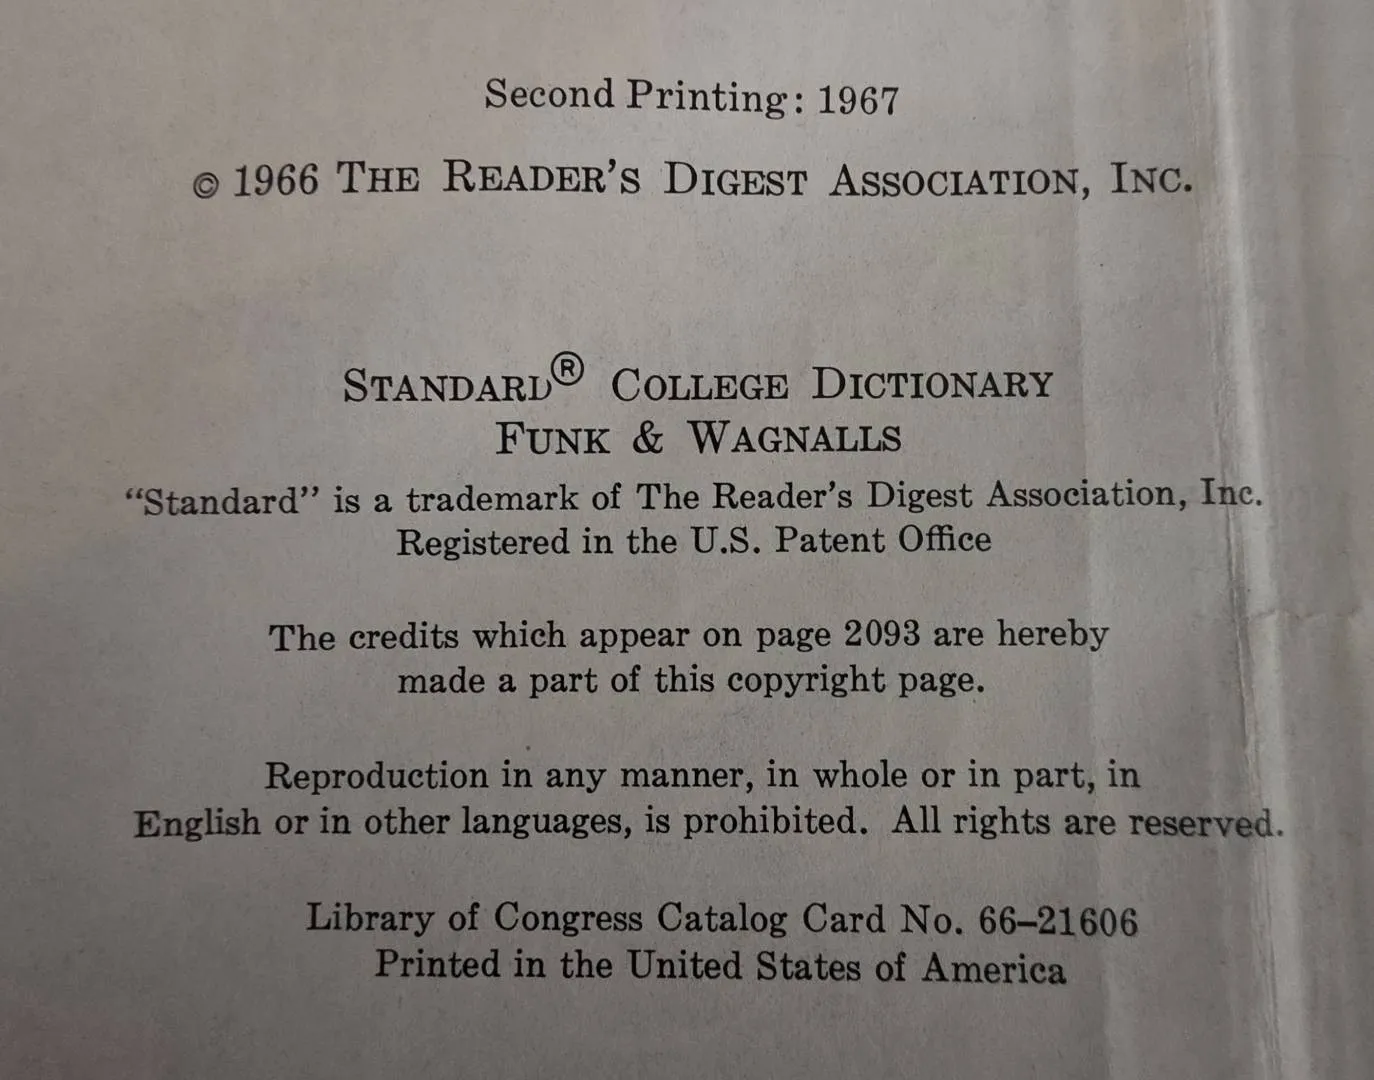 Second Printing: 1967
© 1966 THE READER'S DIGEST ASSOCIATION, INC.
STANDARD® COLLEGE DICTIONARY
FUNK & WAGNALLS
“Standard” is a trademark of The Reader's Digest Association, Inc.
Registered in the U.S. Patent Office
The credits which appear on page 2093 are hereby
made a part of this copyright page.
Reproduction in any manner, in whole or in part, in
English or in other languages, is prohibited. All rights are reserved.
Library of Congress Catalog Card No. 66–21606
Printed in the United States of America